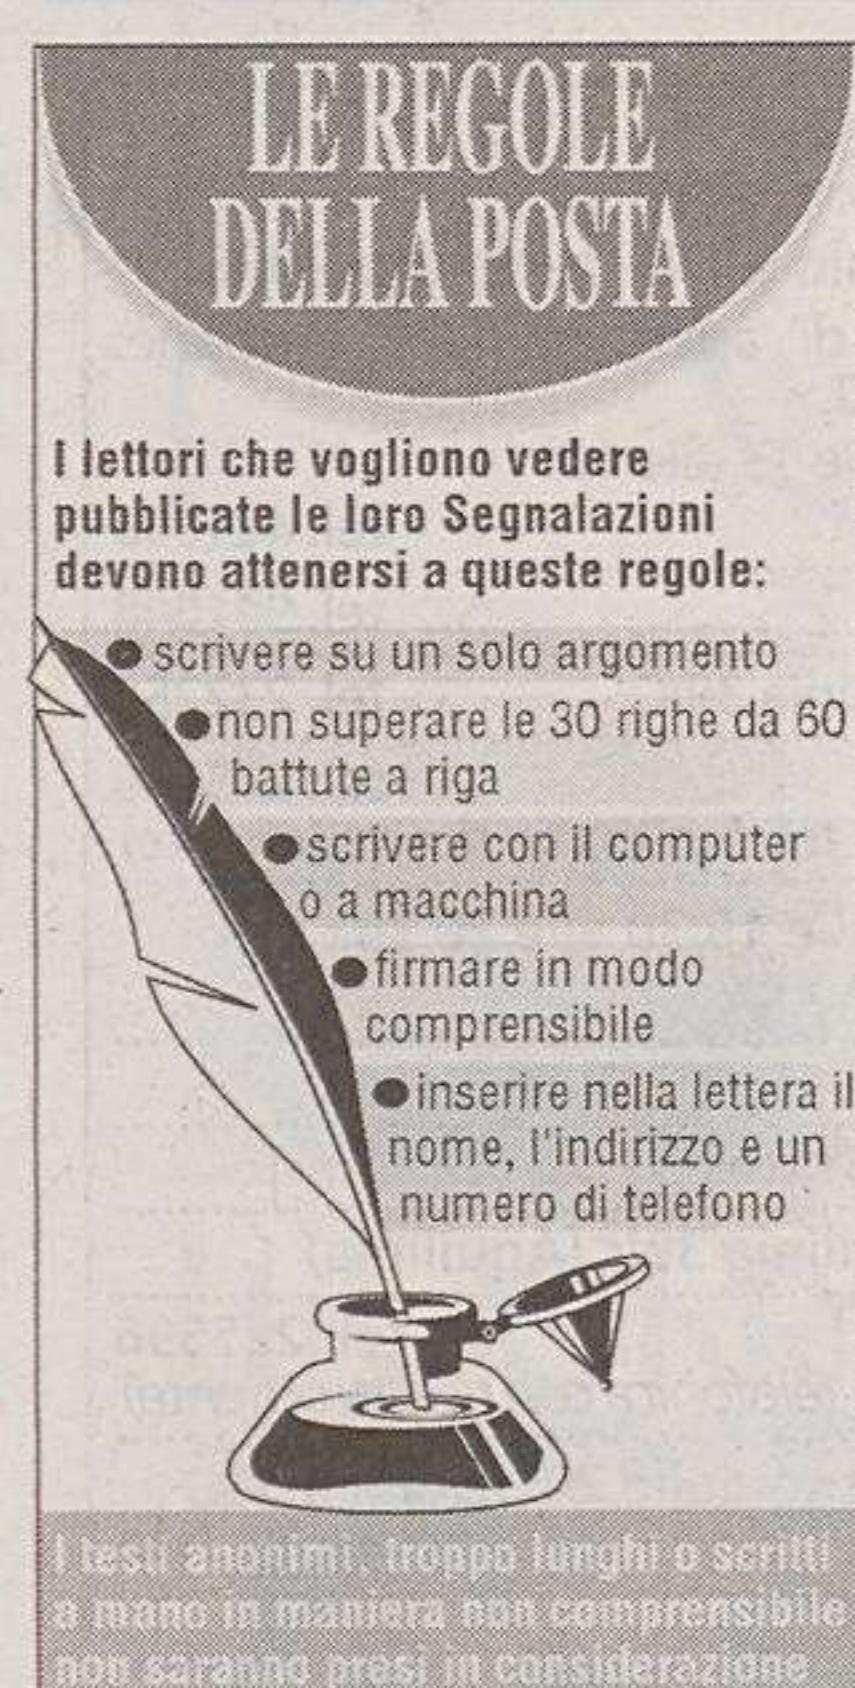 LE REGOLE
DELLA POSTA
I lettori che vogliono vedere
pubblicate le loro Segnalazioni
devono attenersi a queste regole:
● scrivere su un solo argomento
● non superare le 30 righe da 60
battute a riga
● scrivere con il computer
o a macchina
● firmare in modo
comprensibile
● inserire nella lettera il
nome, l'indirizzo e un
numero di telefono
I testi anonimi, troppo lunghi o scritti
a mano in maniera non comprensibile
non saranno presi in considerazione